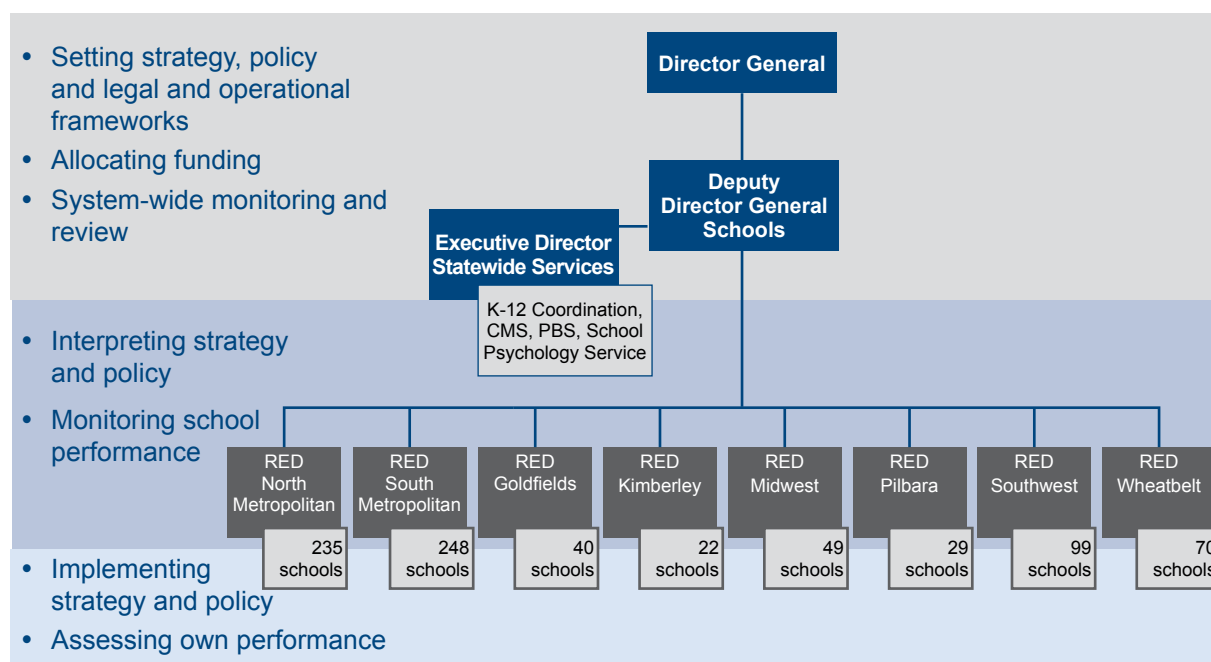 • Setting strategy, policy
and legal and operational
frameworks
• Allocating funding
• System-wide monitoring and
review
Director General
Deputy
Director General
Schools
Executive Director
Statewide Services
K-12 Coordination,
CMS, PBS, School
Psychology Service
• Interpreting strategy
and policy
• Monitoring school
performance
RED
North
Metropolitan
235
schools
RED
South
Metropolitan
248
schools
RED
Goldfields
40
schools
RED
Kimberley
22
schools
RED
Midwest
49
schools
RED
Pilbara
29
schools
RED
Southwest
99
schools
RED
Wheatbelt
70
schools
• Implementing
strategy and policy
• Assessing own performance